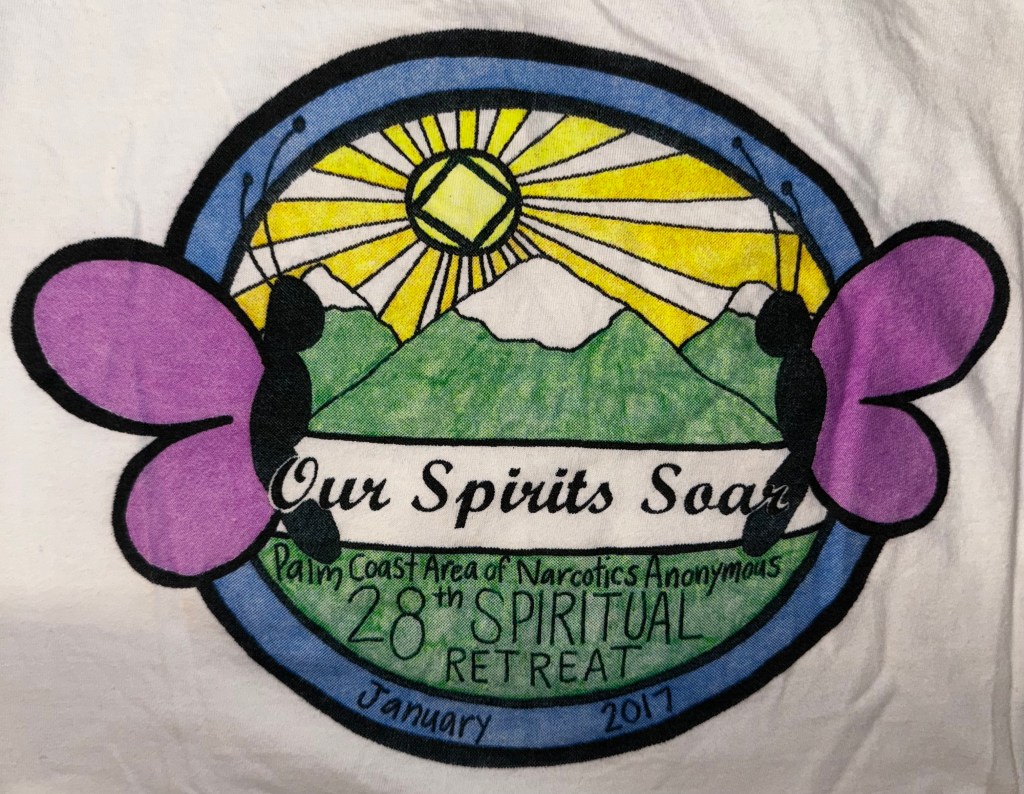 Our Spirits Soar
Palm Coast Area of Narcotics Anonymous
28th SPIRITUAL
RETREAT
January 2017